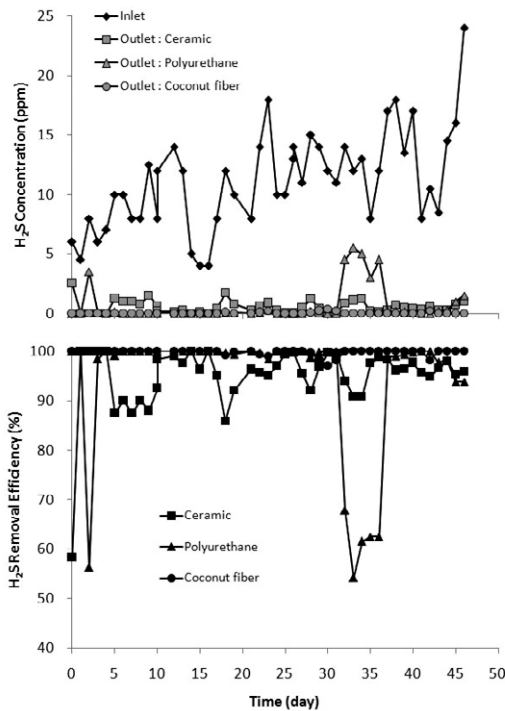 Inlet
Outlet : Ceramic
Outlet : Polyurethane
Outlet : Coconut fiber
H₂S Concentration (ppm)
25
20
15
10
5
0
H₂S Removal Efficiency (%)
100
90
80
70
60
50
40
Ceramic
Polyurethane
Coconut fiber
0 5 10 15 20 25 30 35 40 45 50
Time (day)